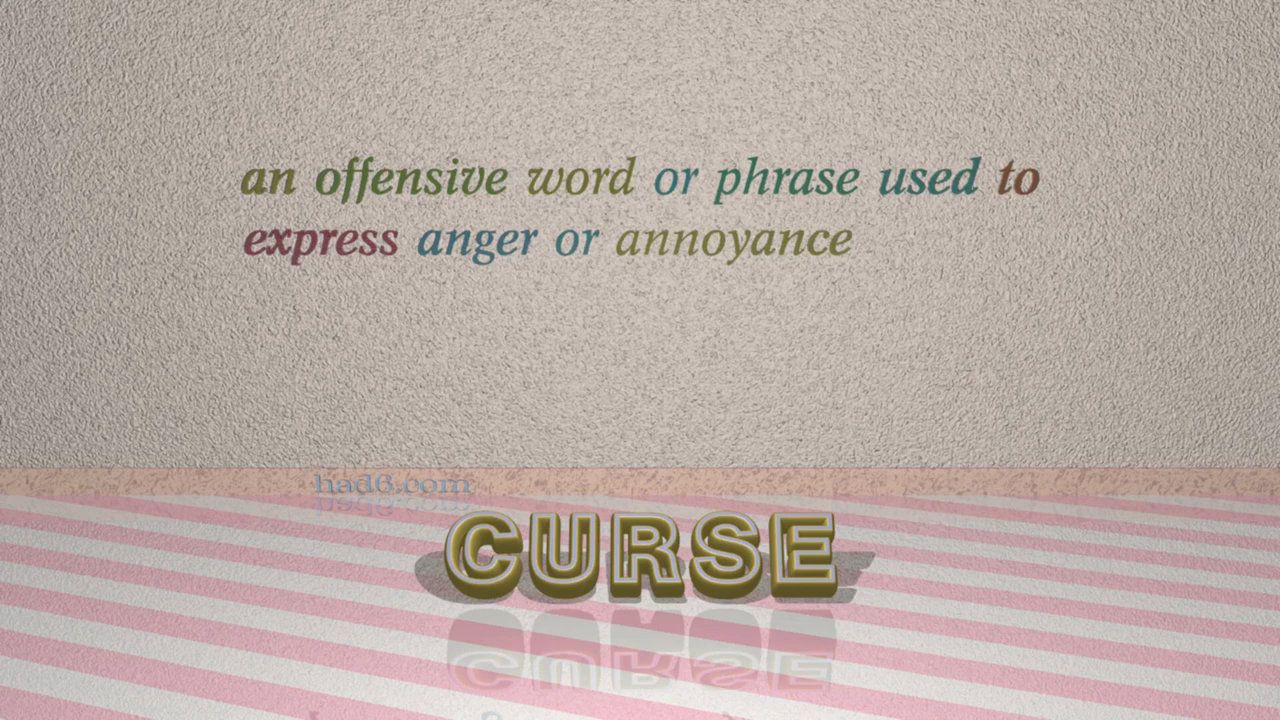 an offensive word or phrase used to
express anger or annoyance
had6.com
CURSE